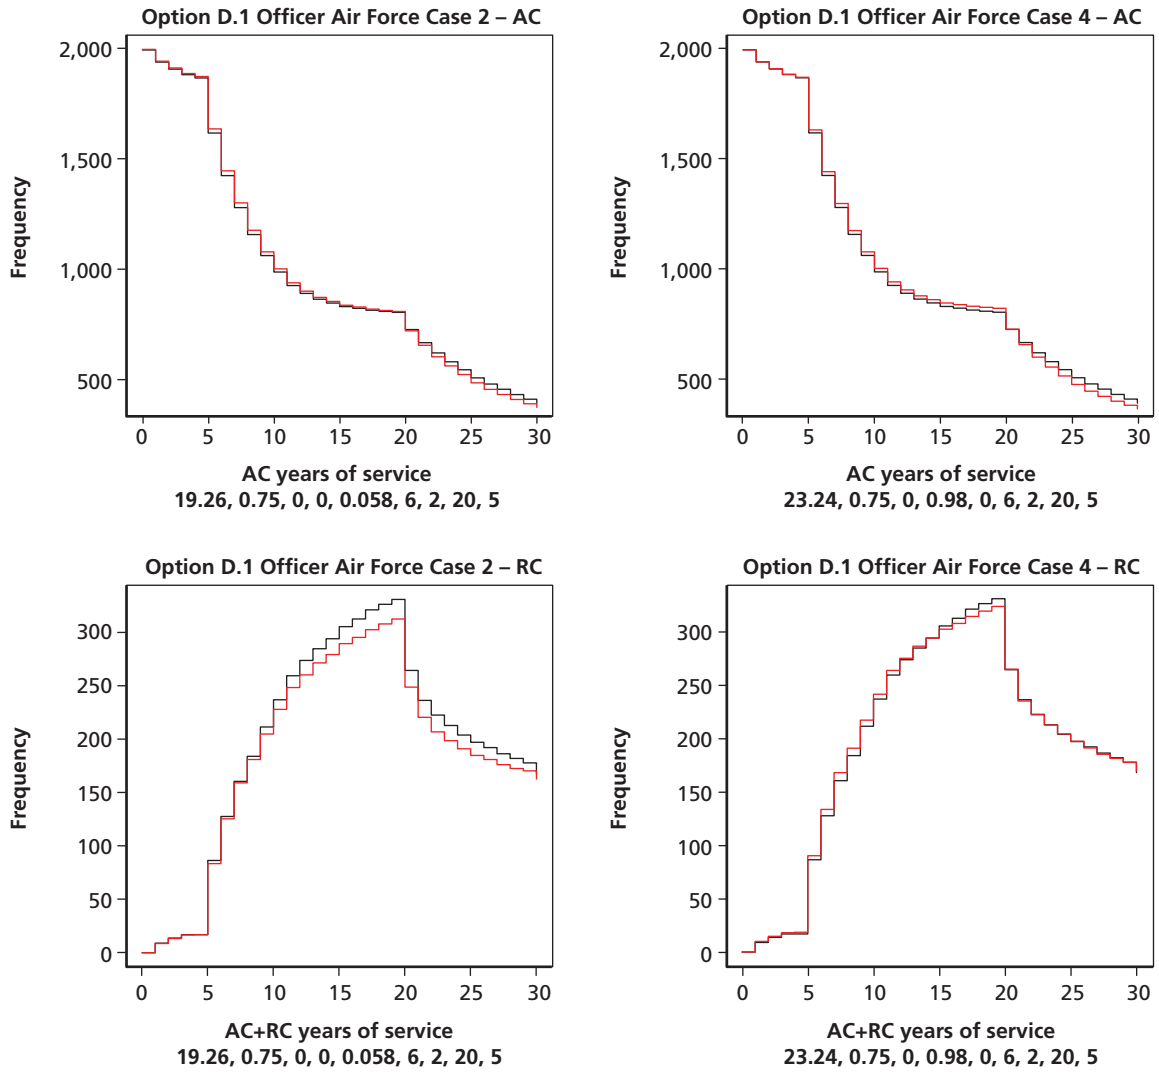 Option D.1 Officer Air Force Case 2 – AC
Frequency
2,000
1,500
1,000
500
0 5 10 15 20 25 30
AC years of service
19.26, 0.75, 0, 0, 0.058, 6, 2, 20, 5
Option D.1 Officer Air Force Case 4 – AC
Frequency
2,000
1,500
1,000
500
0 5 10 15 20 25 30
AC years of service
23.24, 0.75, 0, 0.98, 0, 6, 2, 20, 5
Option D.1 Officer Air Force Case 2 – RC
Frequency
300
250
200
150
100
50
0
0 5 10 15 20 25 30
AC+RC years of service
19.26, 0.75, 0, 0, 0.058, 6, 2, 20, 5
Option D.1 Officer Air Force Case 4 – RC
Frequency
300
250
200
150
100
50
0
0 5 10 15 20 25 30
AC+RC years of service
23.24, 0.75, 0, 0.98, 0, 6, 2, 20, 5